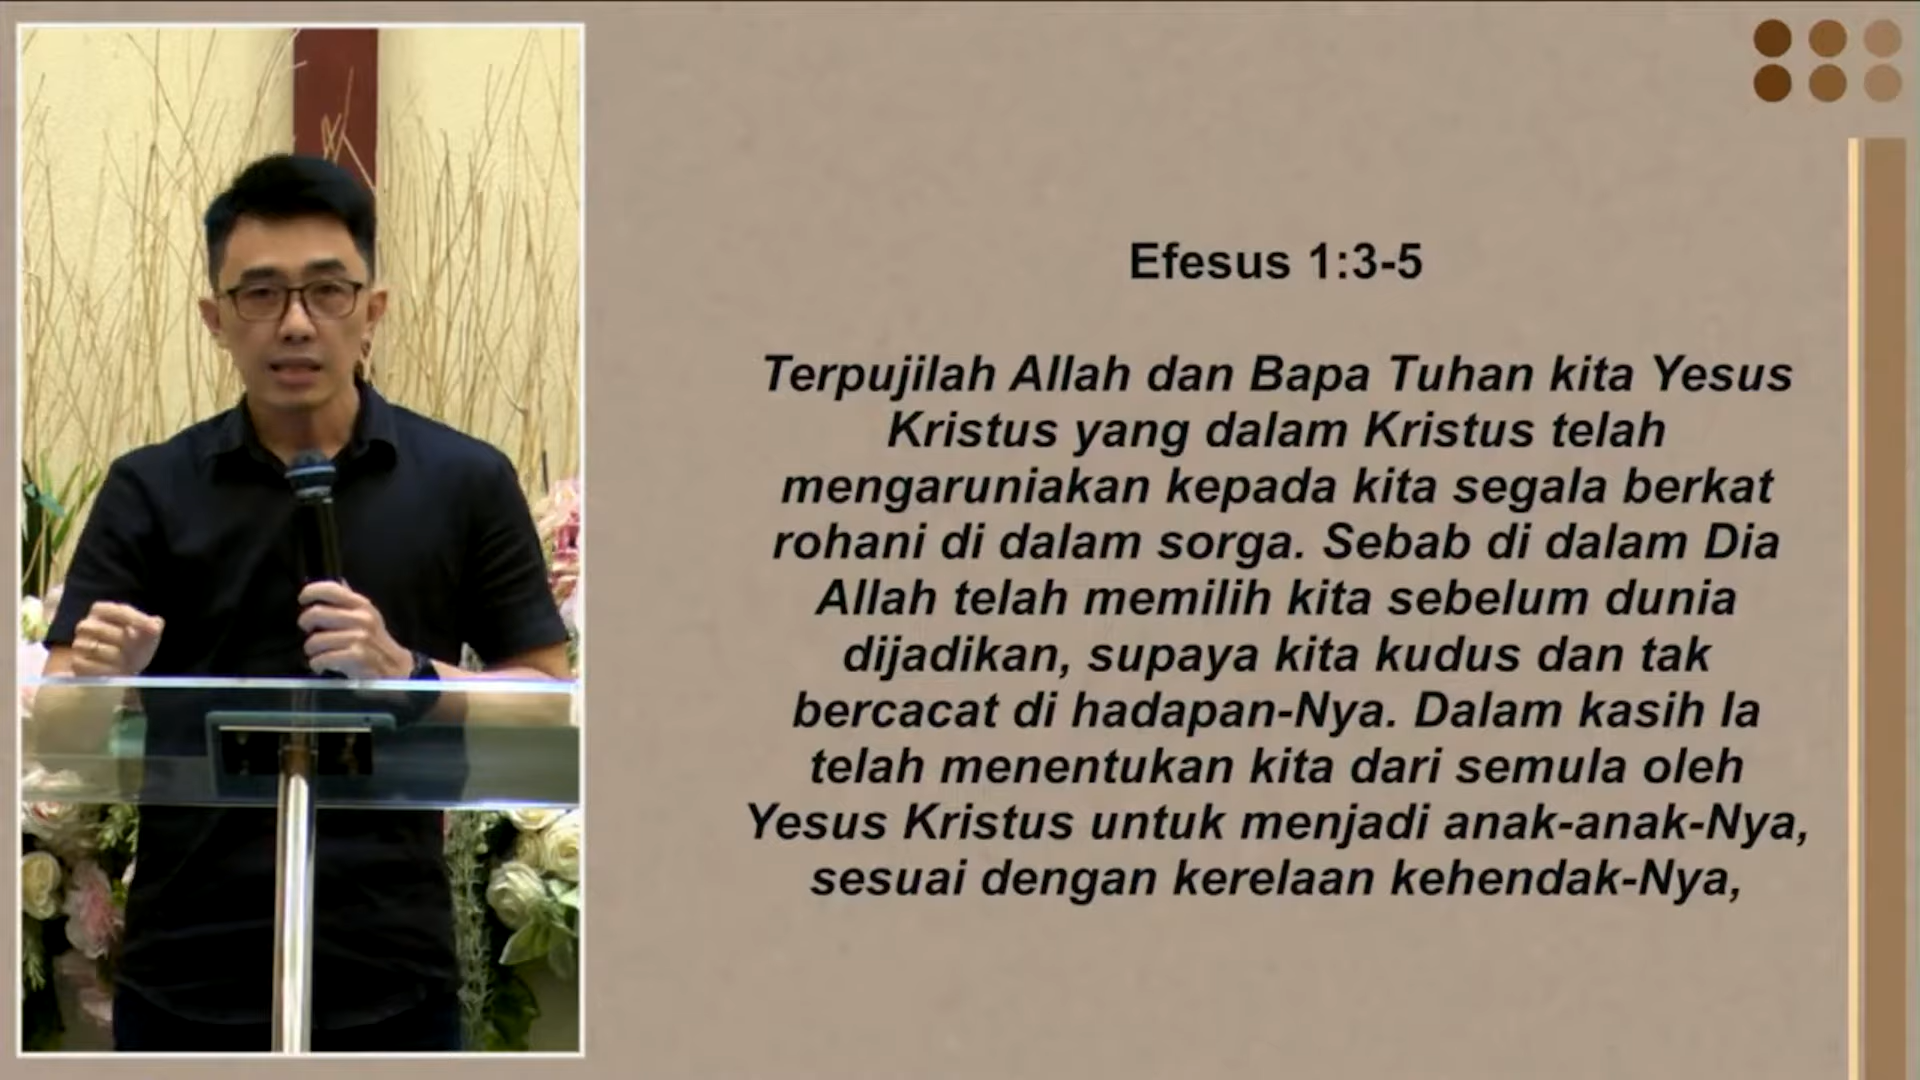 Efesus 1:3-5
Terpujilah Allah dan Bapa Tuhan kita Yesus
Kristus yang dalam Kristus telah
mengaruniakan kepada kita segala berkat
rohani di dalam sorga. Sebab di dalam Dia
Allah telah memilih kita sebelum dunia
dijadikan, supaya kita kudus dan tak
bercacat di hadapan-Nya. Dalam kasih Ia
telah menentukan kita dari semula oleh
Yesus Kristus untuk menjadi anak-anak-Nya,
sesuai dengan kerelaan kehendak-Nya,